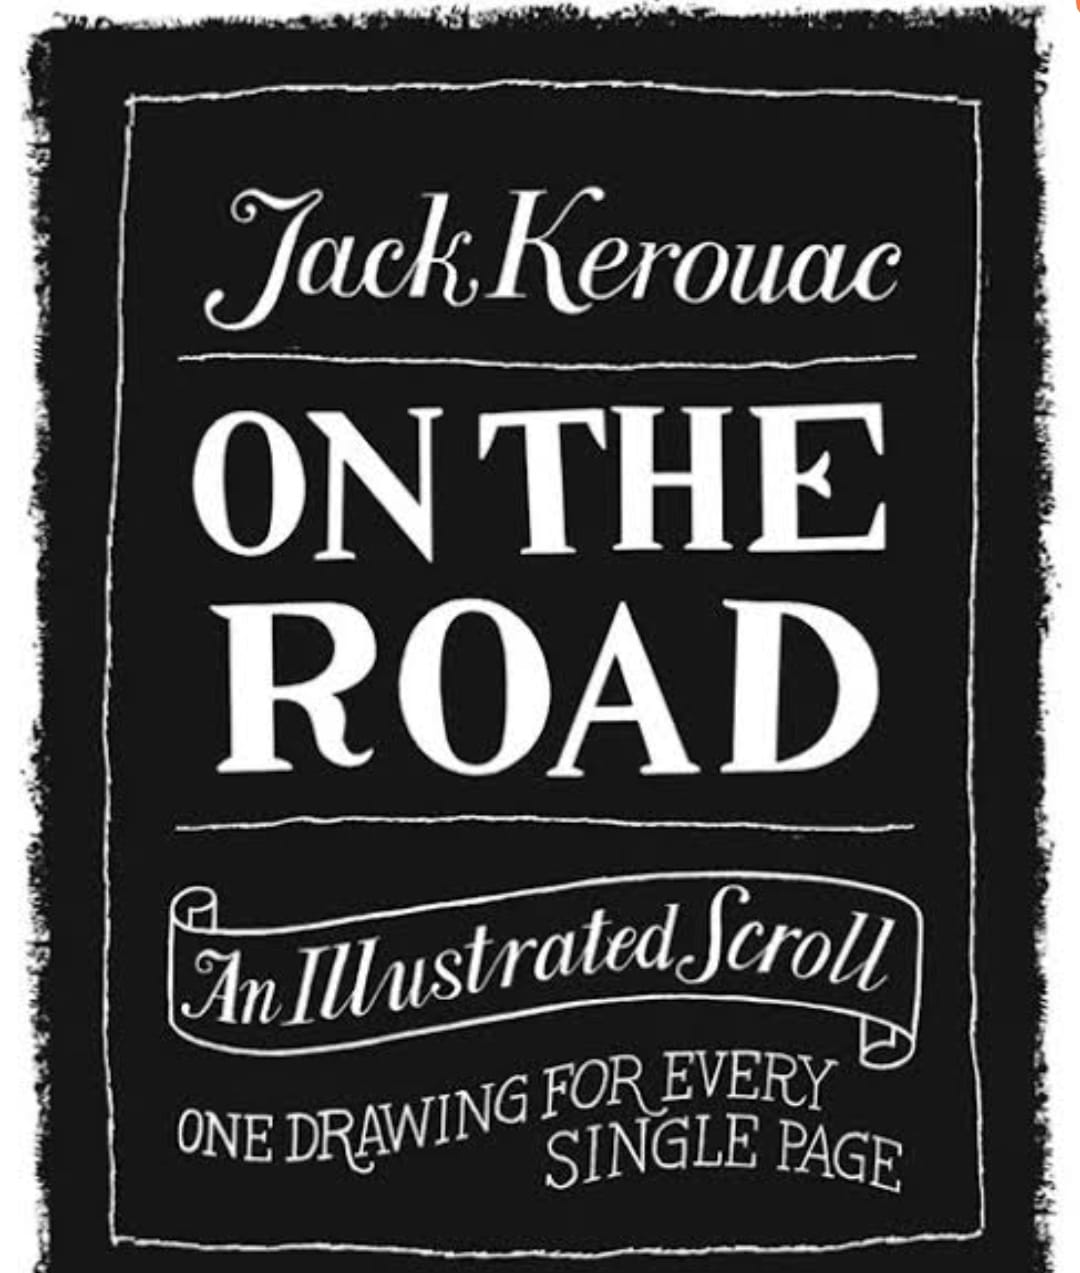 Jack Kerouac
ON THE
ROAD
An Illustrated Scroll
ONE DRAWING FOR EVERY
SINGLE PAGE